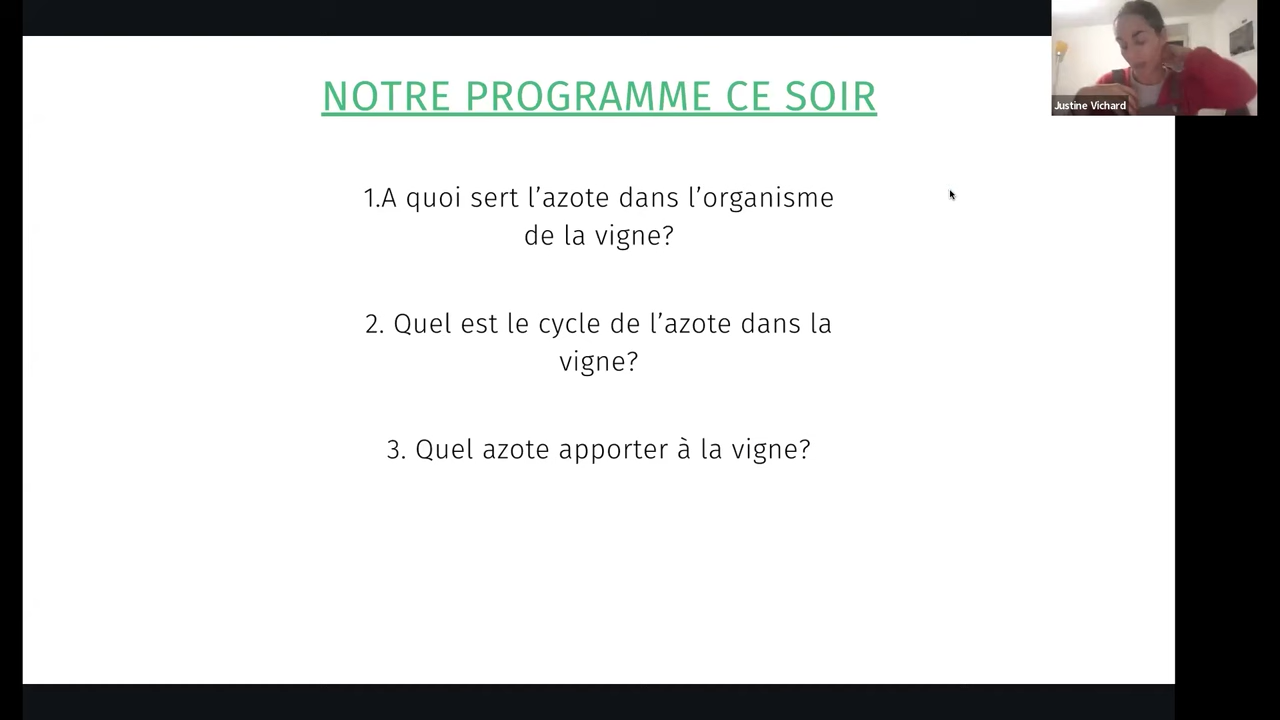 NOTRE PROGRAMME CE SOIR
Justine Vichard
1.A quoi sert l’azote dans l’organisme
de la vigne?
2. Quel est le cycle de l’azote dans la
vigne?
3. Quel azote apporter à la vigne?